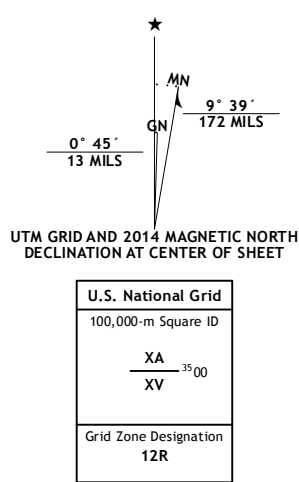 MN
GN
9° 39´
172 MILS
0° 45´
13 MILS
UTM GRID AND 2014 MAGNETIC NORTH
DECLINATION AT CENTER OF SHEET
U.S. National Grid
100,000-m Square ID
XA
3500
XV
Grid Zone Designation
12R